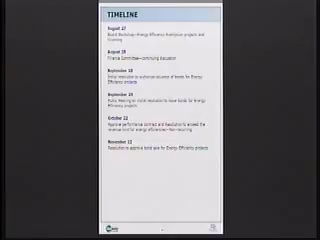 TIMELINE
August 27
Board Workshop—Energy Efficiency Exemption projects and
financing
August 28
Finance Committee—continuing discussion
September 10
Initial resolution to authorize issuance of bonds for Energy
Efficiency projects
September 24
Public Hearing on initial resolution to issue bonds for Energy
Efficiency projects
October 22
Approve performance contract and Resolution to exceed the
revenue limit for energy efficiencies—Non-recurring
November 12
Resolution to approve bond sale for Energy Efficiency projects